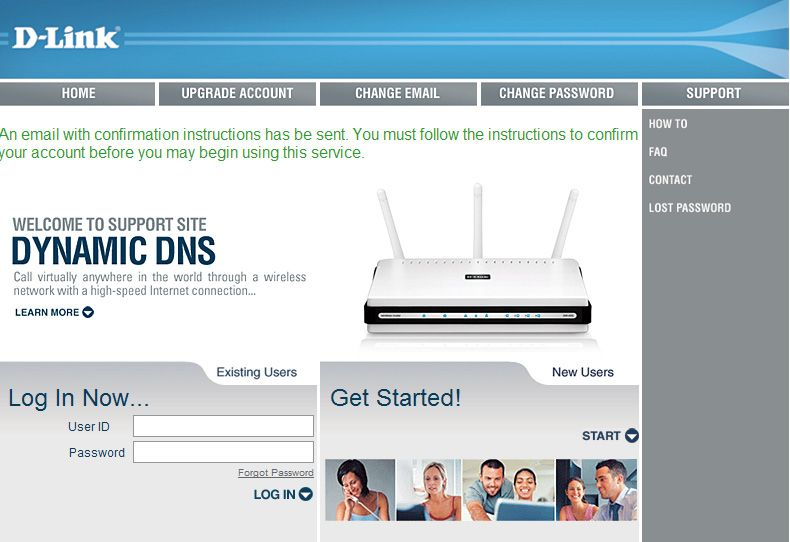 D-Link
HOME
UPGRADE ACCOUNT
CHANGE EMAIL
CHANGE PASSWORD
SUPPORT
An email with confirmation instructions has be sent. You must follow the instructions to confirm
your account before you may begin using this service.
HOW TO
FAQ
CONTACT
LOST PASSWORD
WELCOME TO SUPPORT SITE
DYNAMIC DNS
Call virtually anywhere in the world through a wireless
network with a high-speed Internet connection...
LEARN MORE
D-Link
Existing Users
Log In Now...
User ID
Password
Forgot Password
LOG IN
New Users
Get Started!
START